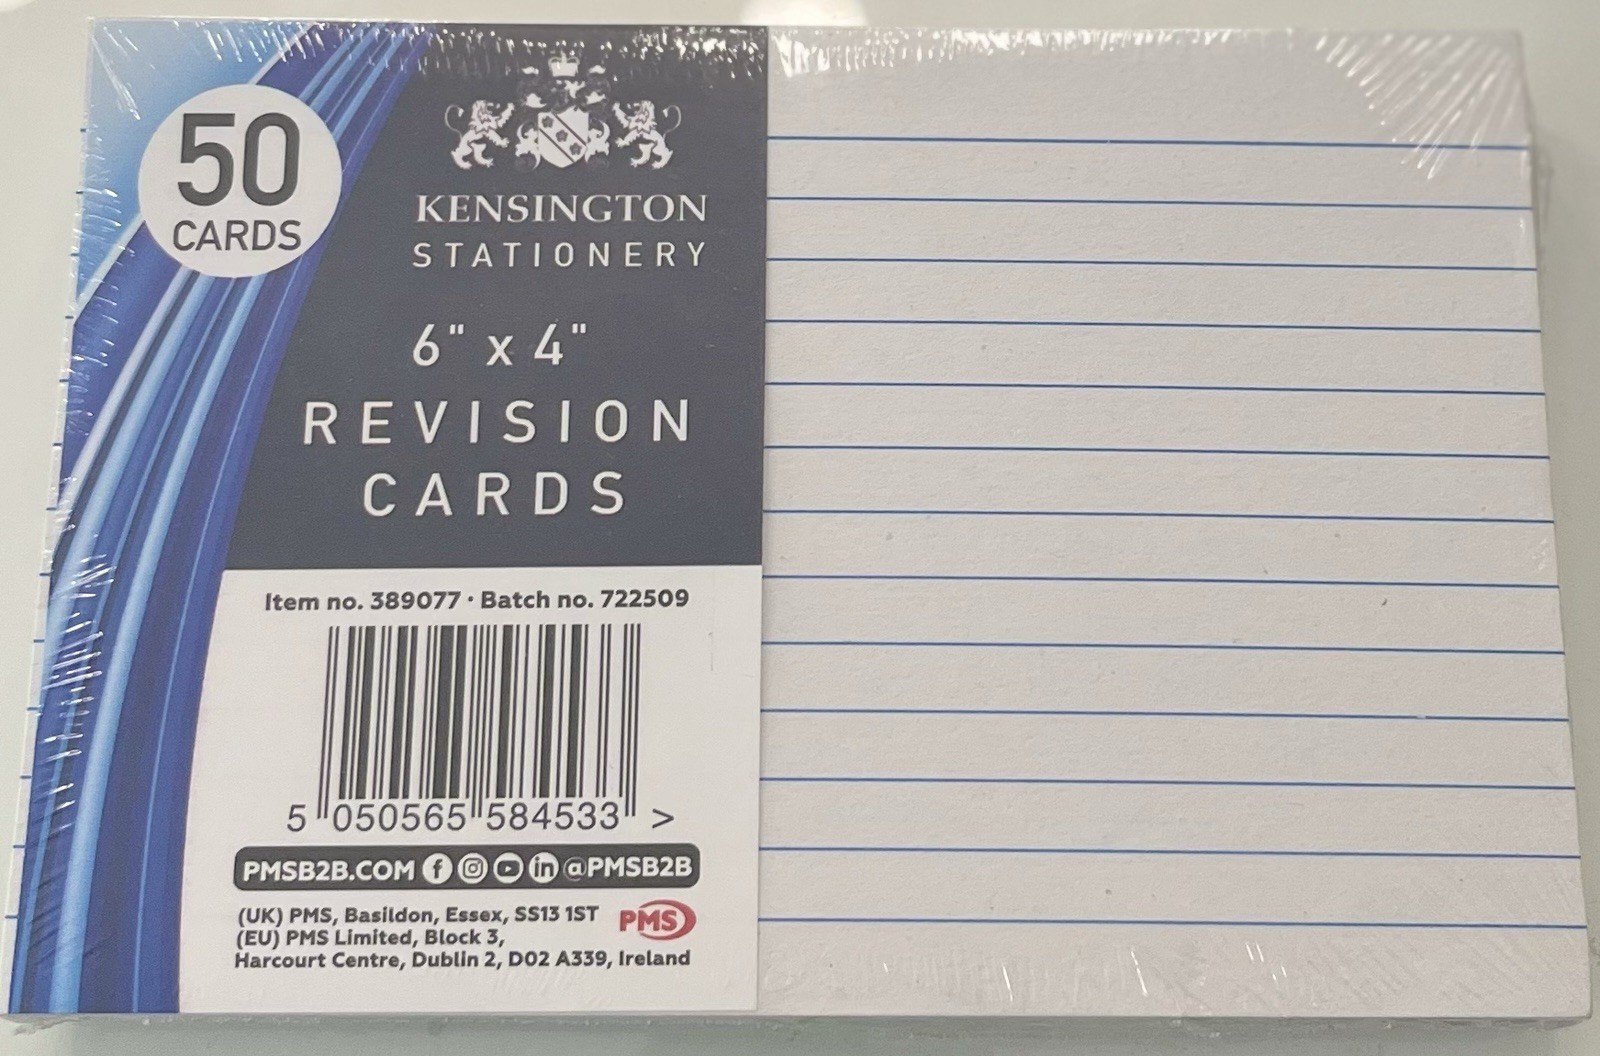 50
CARDS
KENSINGTON
STATIONERY
6" x 4"
REVISION
CARDS
Item no. 389077 · Batch no. 722509
5 050565 584533 >
PMSB2B.COM @PMSB2B
(UK) PMS, Basildon, Essex, SS13 1ST
PMS
(EU) PMS Limited, Block 3,
Harcourt Centre, Dublin 2, D02 A339, Ireland